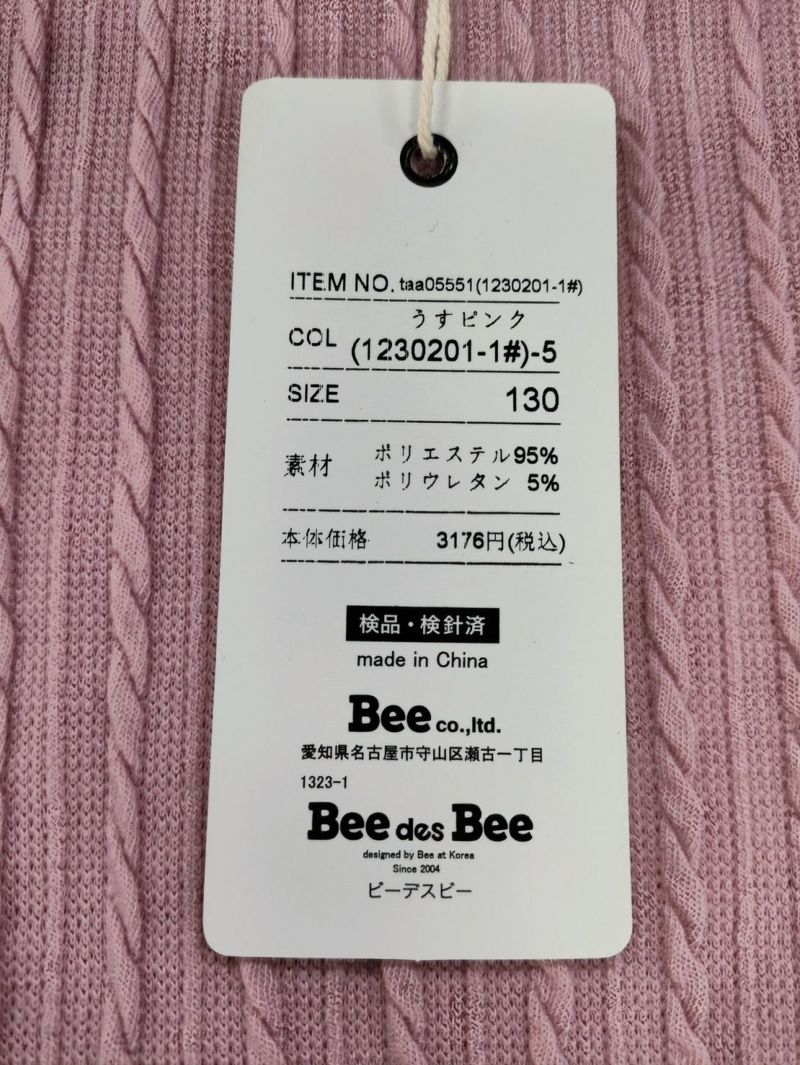 ITEM NO. taa05551(1230201-1#)
うすピンク
COL (1230201-1#)-5
SIZE 130
素材 ポリエステル95%
ポリウレタン 5%
本体価格 3176円(税込)
検品・検針済
made in China
Bee co.,ltd.
愛知県名古屋市守山区瀬古一丁目
1323-1
Bee des Bee
designed by Bee at Korea
Since 2004
ビーデスビー